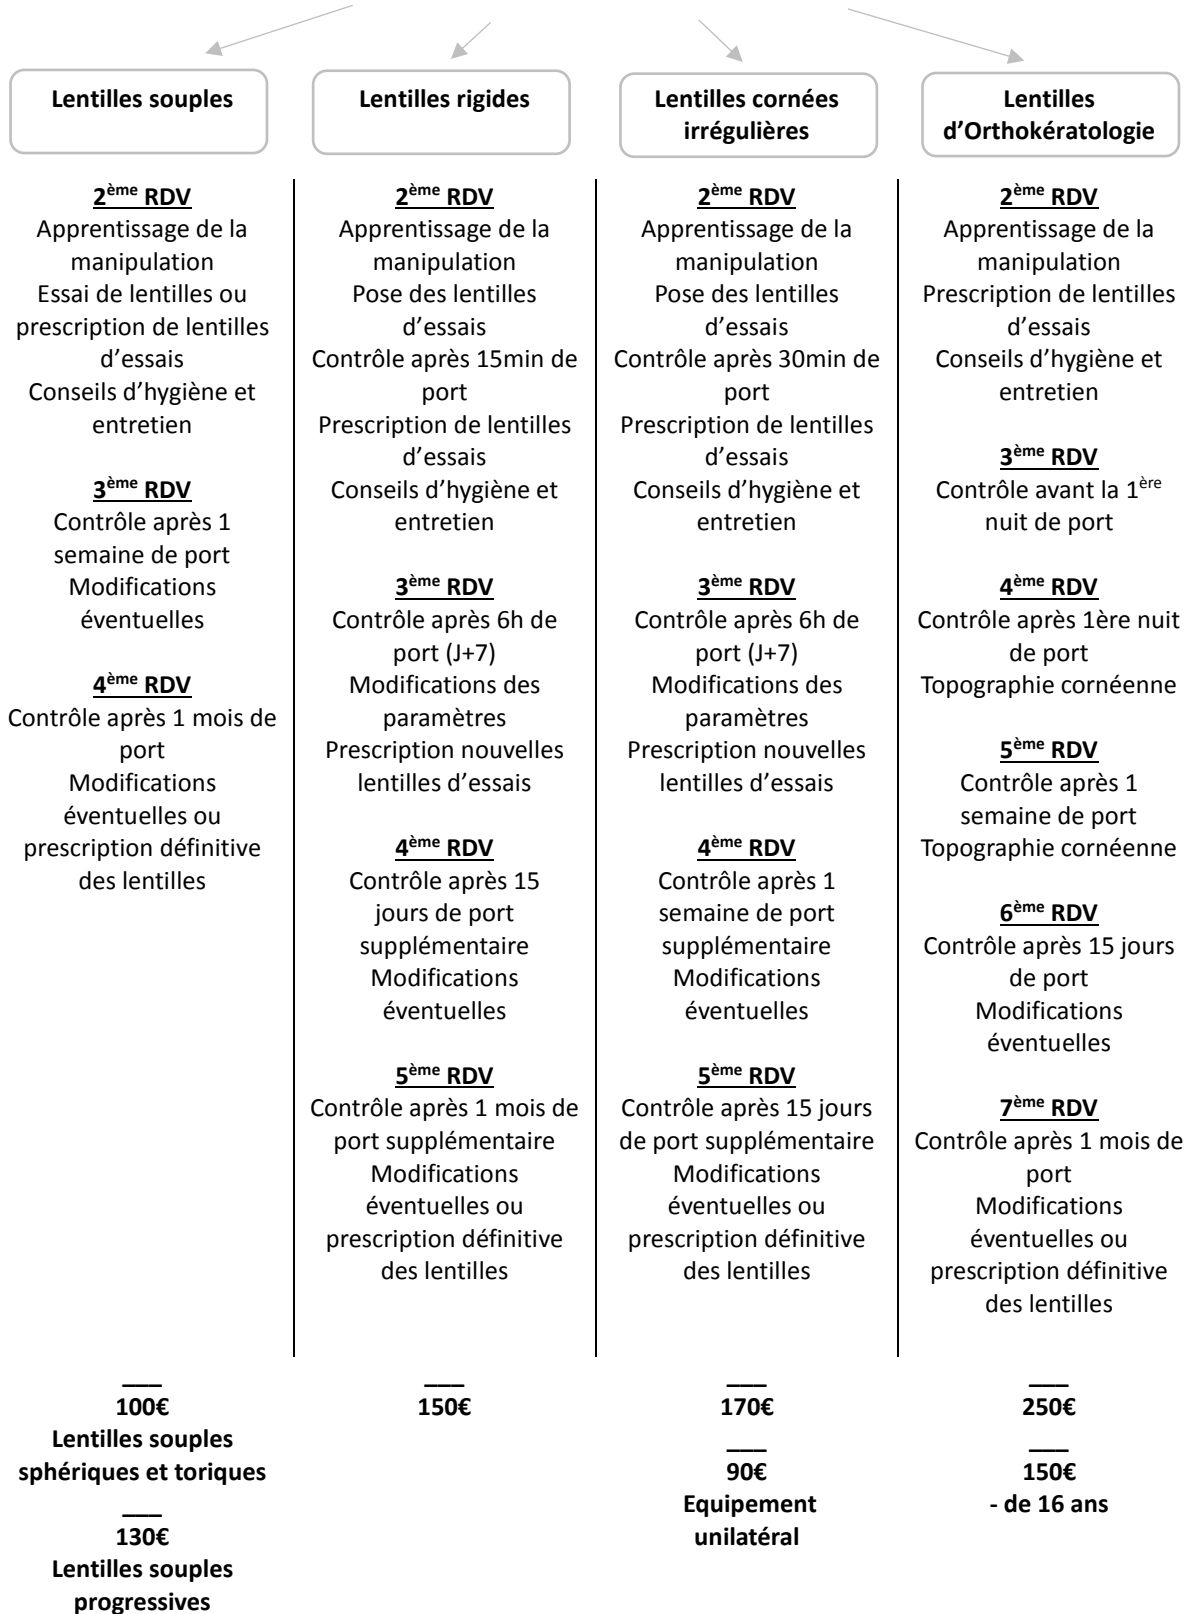 Lentilles souples
2ème RDV
Apprentissage de la
manipulation
Essai de lentilles ou
prescription de lentilles
d'essais
Conseils d'hygiène et
entretien
3ème RDV
Contrôle après 1
semaine de port
Modifications
éventuelles
4ème RDV
Contrôle après 1 mois de
port
Modifications
éventuelles ou
prescription définitive
des lentilles
___
100€
Lentilles souples
sphériques et toriques
___
130€
Lentilles souples
progressives
Lentilles rigides
2ème RDV
Apprentissage de la
manipulation
Pose des lentilles
d'essais
Contrôle après 15min de
port
Prescription de lentilles
d'essais
Conseils d'hygiène et
entretien
3ème RDV
Contrôle après 6h de
port (J+7)
Modifications des
paramètres
Prescription nouvelles
lentilles d'essais
4ème RDV
Contrôle après 15
jours de port
supplémentaire
Modifications
éventuelles
5ème RDV
Contrôle après 1 mois de
port supplémentaire
Modifications
éventuelles ou
prescription définitive
des lentilles
___
150€
Lentilles cornées
irrégulières
2ème RDV
Apprentissage de la
manipulation
Pose des lentilles
d'essais
Contrôle après 30min de
port
Prescription de lentilles
d'essais
Conseils d'hygiène et
entretien
3ème RDV
Contrôle après 6h de
port (J+7)
Modifications des
paramètres
Prescription nouvelles
lentilles d'essais
4ème RDV
Contrôle après 1
semaine de port
supplémentaire
Modifications
éventuelles
5ème RDV
Contrôle après 15 jours
de port supplémentaire
Modifications
éventuelles ou
prescription définitive
des lentilles
___
170€
___
90€
Equipement
unilatéral
Lentilles
d'Orthokératologie
2ème RDV
Apprentissage de la
manipulation
Prescription de lentilles
d'essais
Conseils d'hygiène et
entretien
3ème RDV
Contrôle avant la 1ère
nuit de port
4ème RDV
Contrôle après 1ère nuit
de port
Topographie cornéenne
5ème RDV
Contrôle après 1
semaine de port
Topographie cornéenne
6ème RDV
Contrôle après 15 jours
de port
Modifications
éventuelles
7ème RDV
Contrôle après 1 mois de
port
Modifications
éventuelles ou
prescription définitive
des lentilles
___
250€
___
150€
- de 16 ans